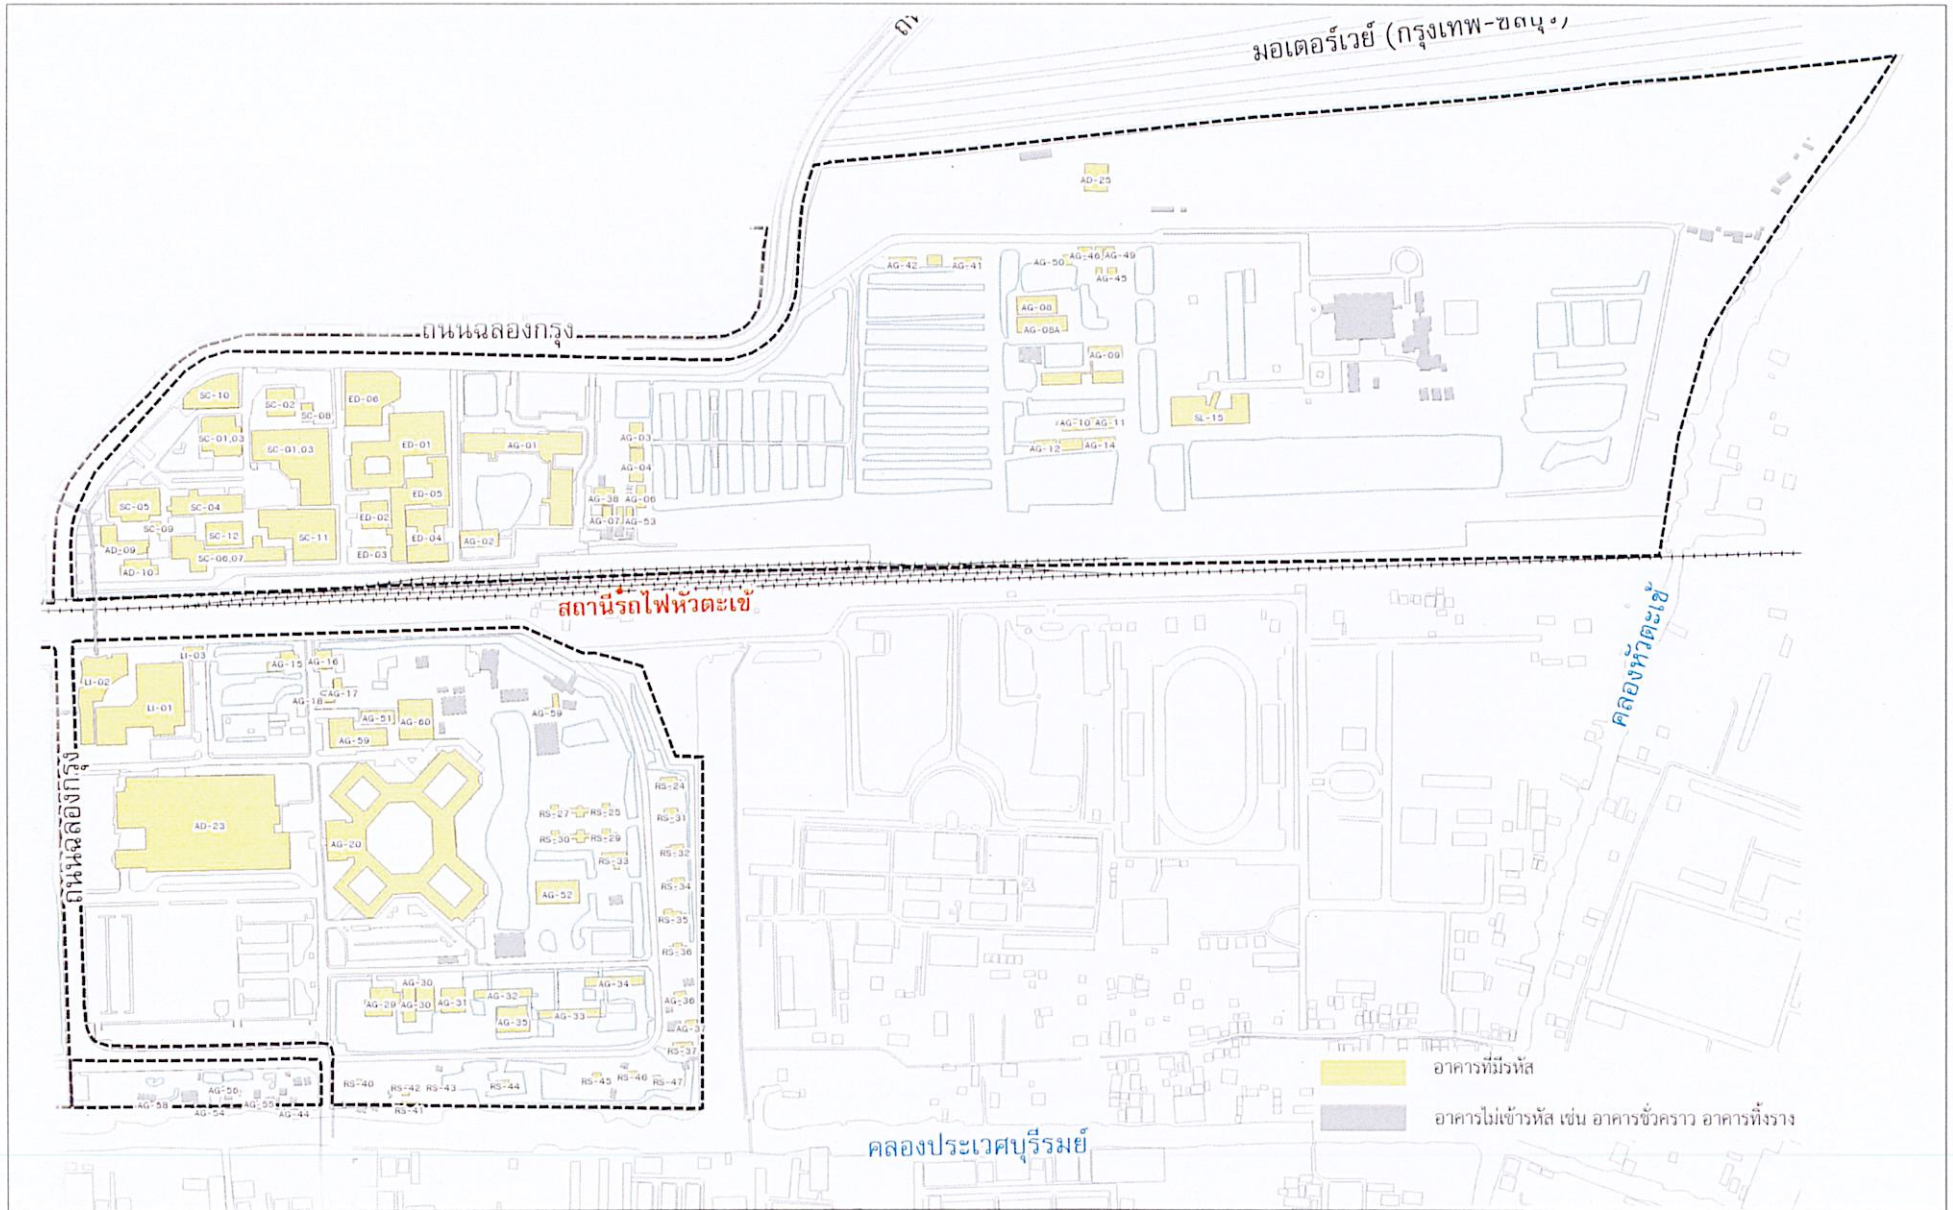 มอเตอร์เวย์ (กรุงเทพ-ชลบุรี)
AD-25
AG-42
AG-41
AG-50
AG-46
AG-49
AG-45
AG-08
AG-08A
AG-09
ถนนฉลองกรุง
SC-10
SC-02
SC-08
ED-06
SC-01,03
SC-01,03
ED-01
AG-01
AG-03
AG-10
AG-11
SL-15
AG-12
AG-14
AG-04
SC-05
SC-04
ED-05
AG-38
AG-06
SC-09
SC-12
SC-11
ED-02
ED-04
AG-02
AG-07
AG-53
AD-09
SC-06,07
ED-03
AD-10
สถานีรถไฟหัวตะเข้
คลองหัวตะเข้
LI-03
AG-15
AG-16
LI-02
AG-17
AG-18
LI-01
AG-51
AG-60
AG-59
AG-59
ถนนฉลองกรุง
AD-23
AG-20
RS-24
RS-27
RS-25
RS-31
RS-30
RS-29
RS-33
RS-32
AG-52
RS-34
RS-35
RS-36
AG-30
AG-34
AG-29
AG-30
AG-31
AG-32
AG-36
AG-35
AG-33
AG-37
RS-37
RS-40
RS-42
RS-43
RS-44
RS-45
RS-46
RS-47
RS-41
AG-56
AG-58
AG-54
AG-55
AG-44
อาคารที่มีรหัส
อาคารไม่เข้ารหัส เช่น อาคารชั่วคราว อาคารทิ้งราง
คลองประเวศบุรีรมย์